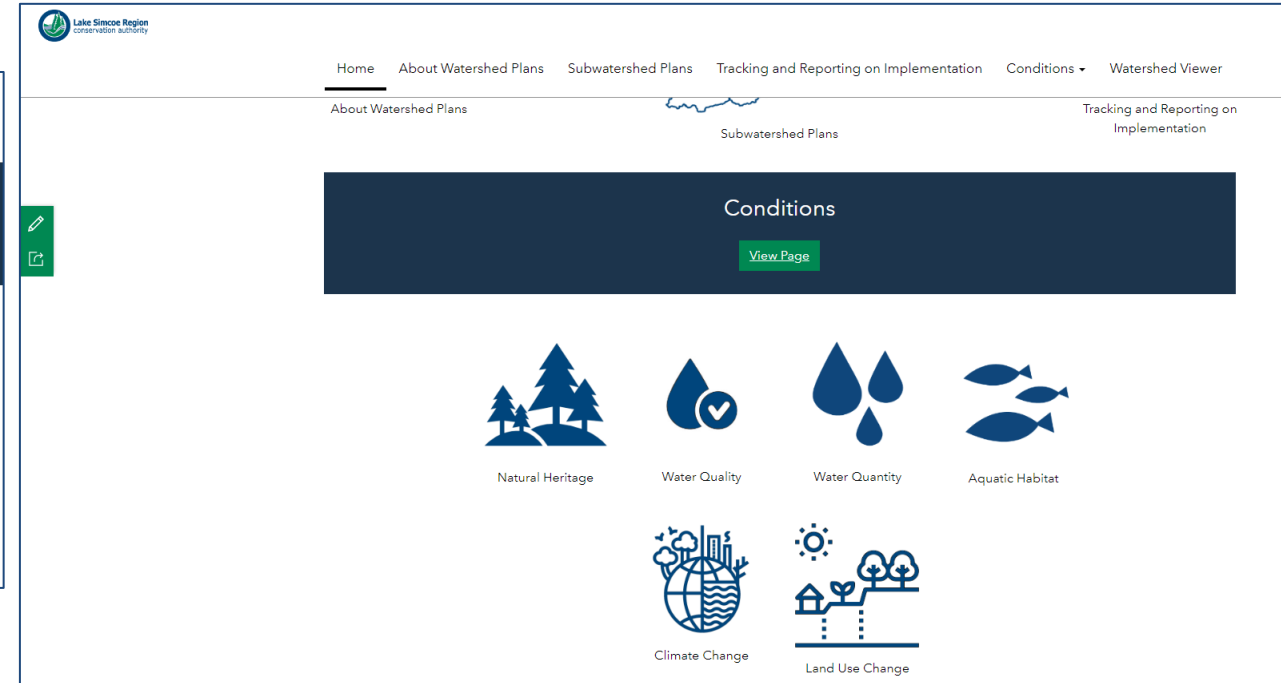 Lake Simcoe Region
conservation authority
Home About Watershed Plans Subwatershed Plans Tracking and Reporting on Implementation Conditions Watershed Viewer
About Watershed Plans
Subwatershed Plans
Tracking and Reporting on
Implementation
Conditions
View Page
Natural Heritage
Water Quality
Water Quantity
Aquatic Habitat
Climate Change
Land Use Change